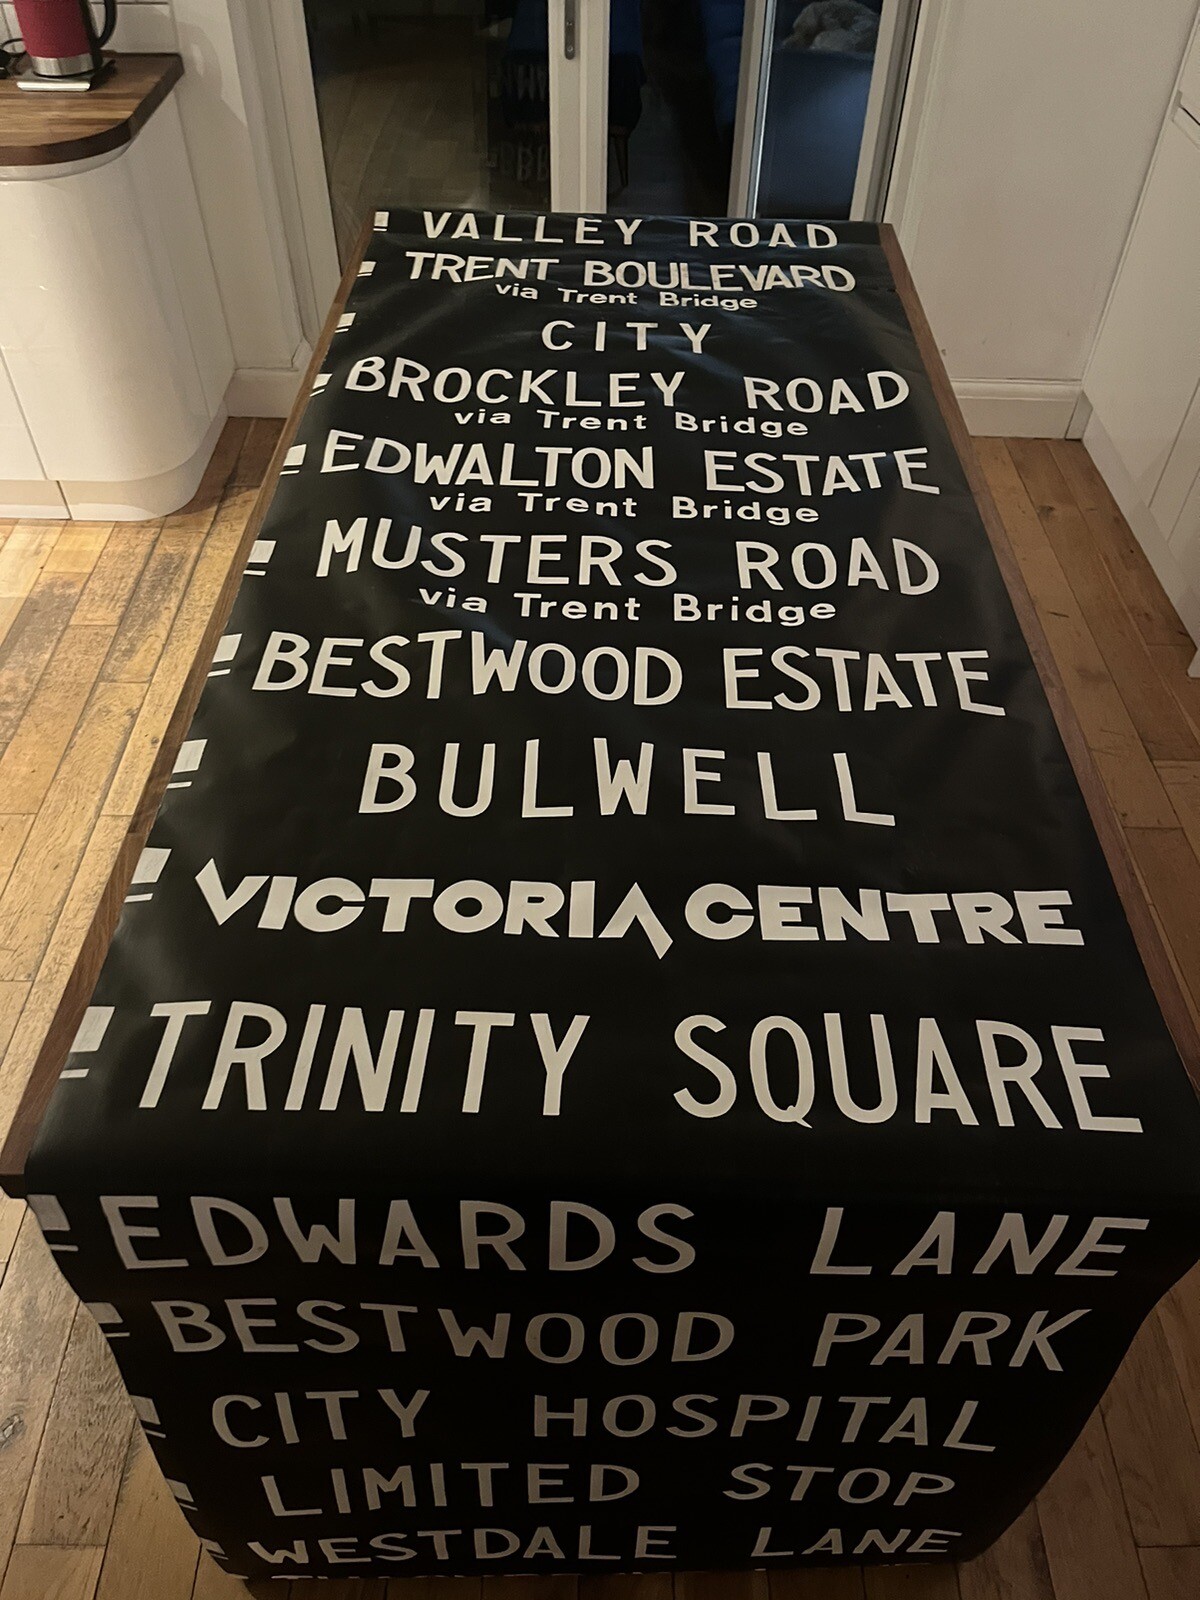 VALLEY ROAD
TRENT BOULEVARD
via Trent Bridge
CITY
BROCKLEY ROAD
via Trent Bridge
EDWALTON ESTATE
via Trent Bridge
MUSTERS ROAD
via Trent Bridge
BESTWOOD ESTATE
BULWELL
VICTORIA CENTRE
TRINITY SQUARE
EDWARDS LANE
BESTWOOD PARK
CITY HOSPITAL
LIMITED STOP
WESTDALE LANE